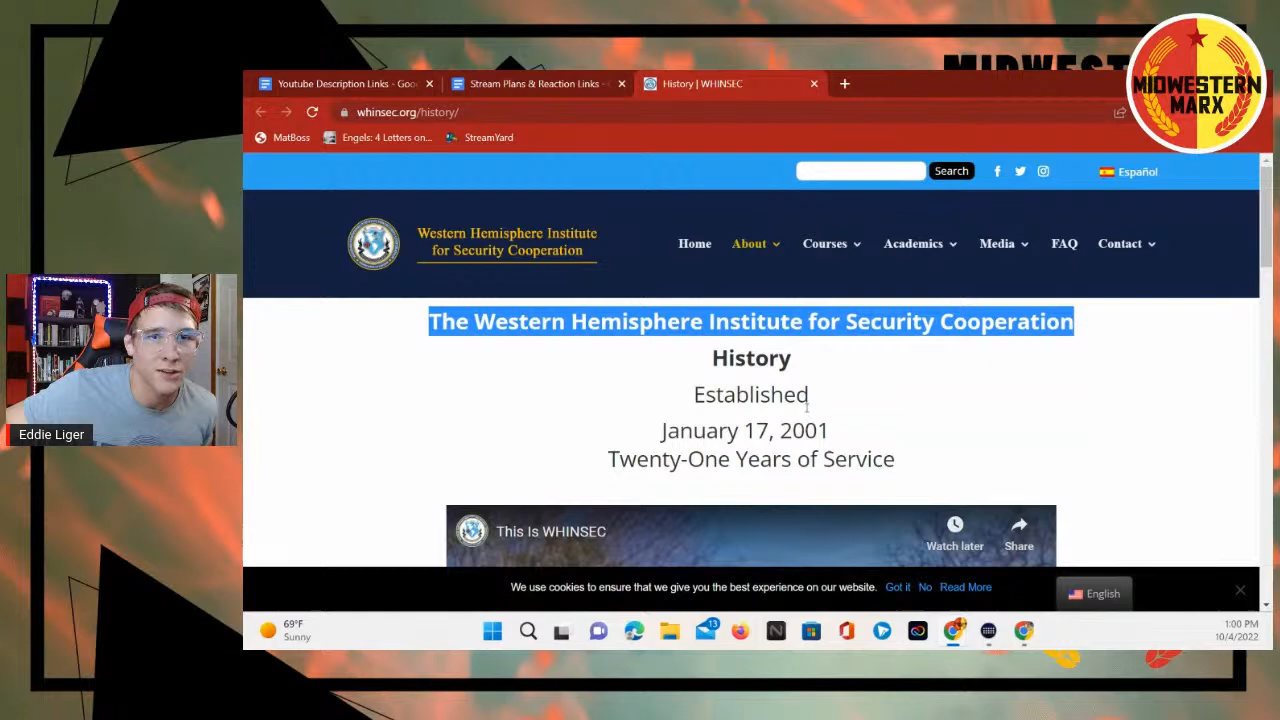 MIDWEST
MIDWESTERN
MARX
Youtube Description Links - Goo
Stream Plans & Reaction Links -
History | WHINSEC
whinsec.org/history/
MatBoss
Engels: 4 Letters on...
StreamYard
Search
Español
Western Hemisphere Institute
for Security Cooperation
Home
About
Courses
Academics
Media
FAQ
Contact
The Western Hemisphere Institute for Security Cooperation
History
Established
January 17, 2001
Twenty-One Years of Service
Eddie Liger
This Is WHINSEC
Watch later
Share
We use cookies to ensure that we give you the best experience on our website. Got it No Read More
English
69°F
Sunny
13
1:00 PM
10/4/2022